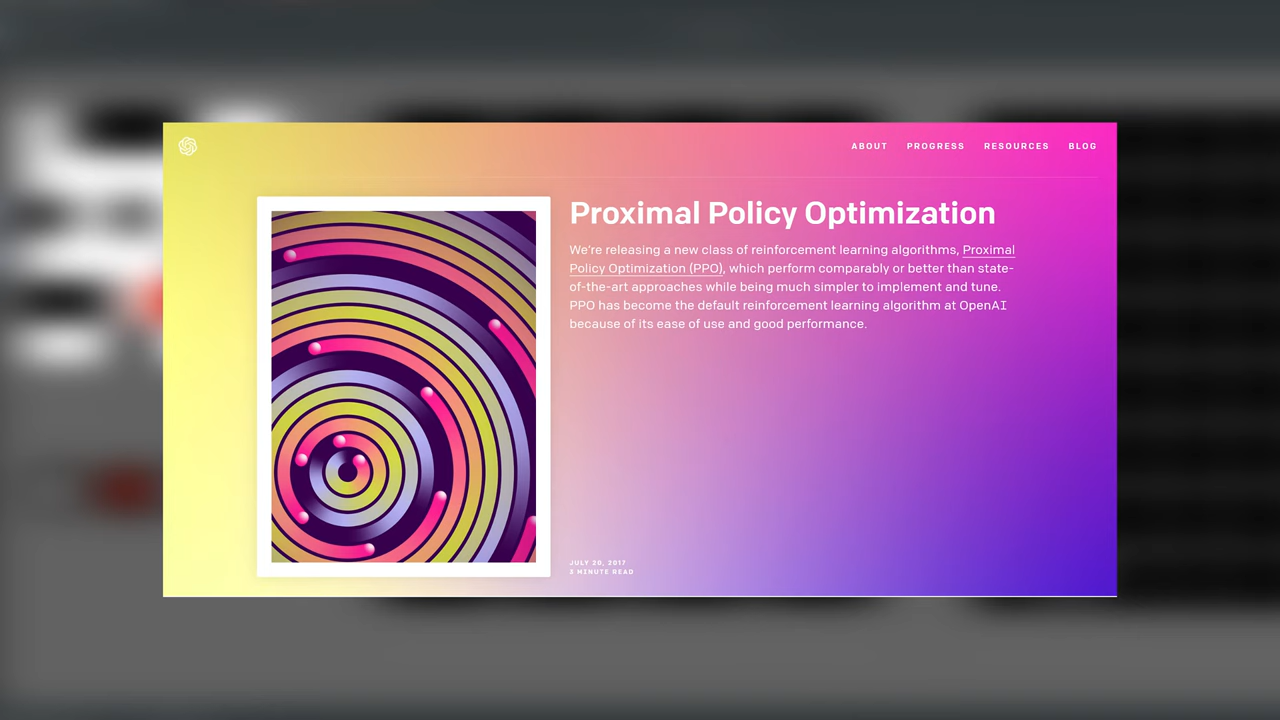 ABOUT PROGRESS RESOURCES BLOG
Proximal Policy Optimization
We're releasing a new class of reinforcement learning algorithms, Proximal
Policy Optimization (PPO), which perform comparably or better than state-
of-the-art approaches while being much simpler to implement and tune.
PPO has become the default reinforcement learning algorithm at OpenAI
because of its ease of use and good performance.
JULY 20, 2017
3 MINUTE READ